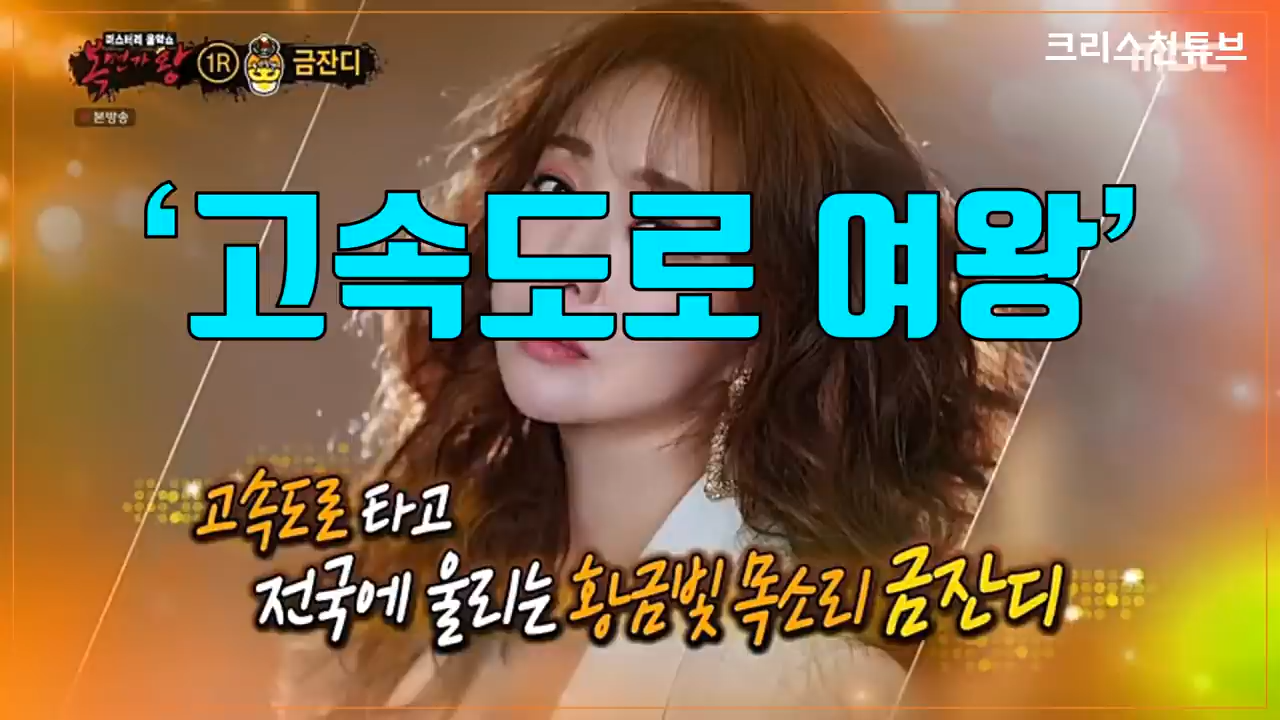 미스터리 음악쇼
복면가왕
1R
금잔디
본방송
크리스천튜브
MBC
‘고속도로 여왕’
고속도로 타고
전국에 울리는 황금빛 목소리 금잔디